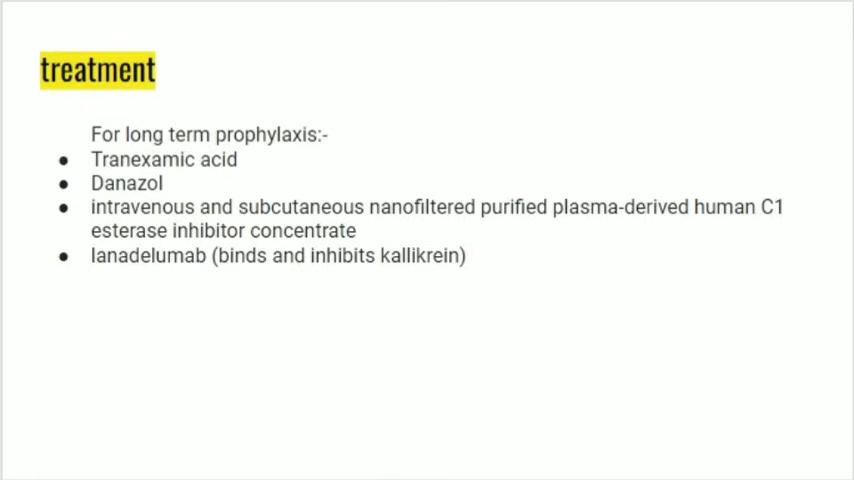 treatment
For long term prophylaxis:-
● Tranexamic acid
● Danazol
● intravenous and subcutaneous nanofiltered purified plasma-derived human C1
esterase inhibitor concentrate
● lanadelumab (binds and inhibits kallikrein)